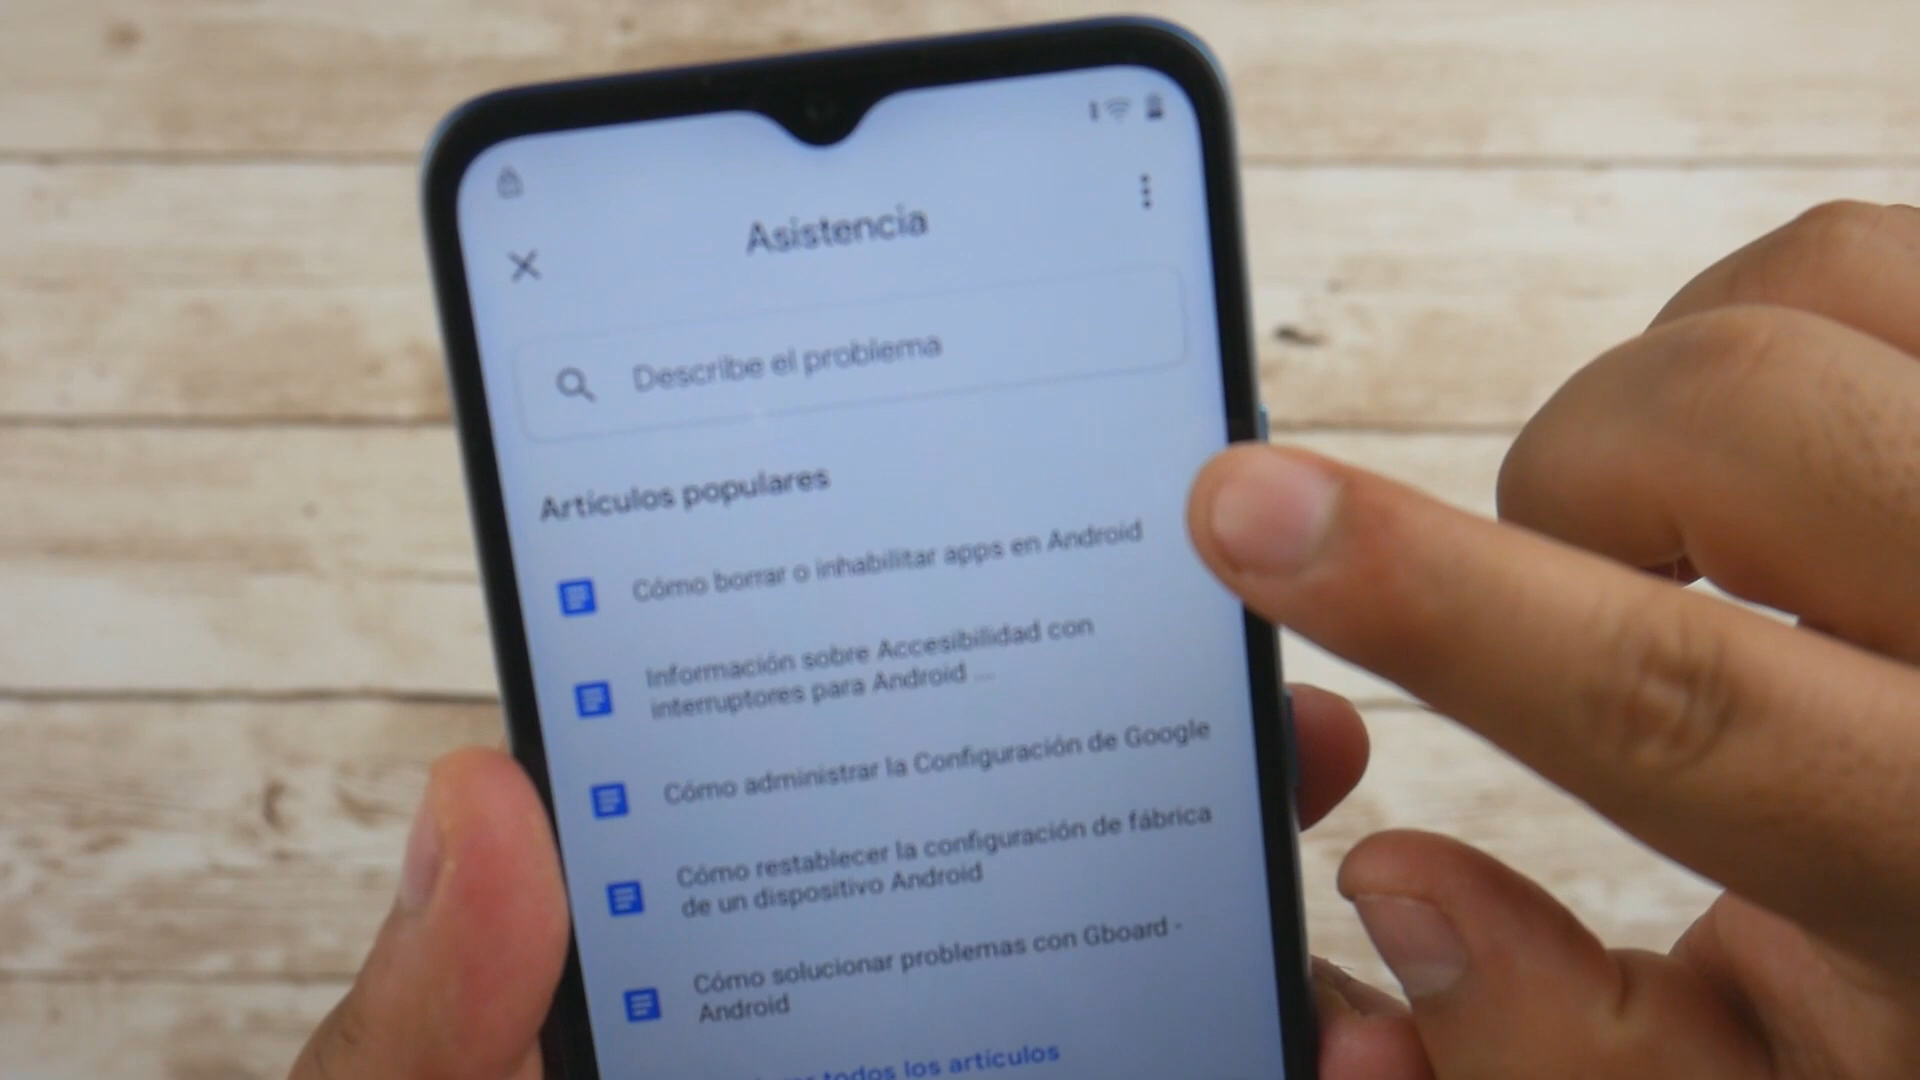 Asistencia
Describe el problema
Artículos populares
Cómo borrar o inhabilitar apps en Android
Información sobre Accesibilidad con
interruptores para Android ...
Cómo administrar la Configuración de Google
Cómo restablecer la configuración de fábrica
de un dispositivo Android
Cómo solucionar problemas con Gboard -
Android
todos los artículos